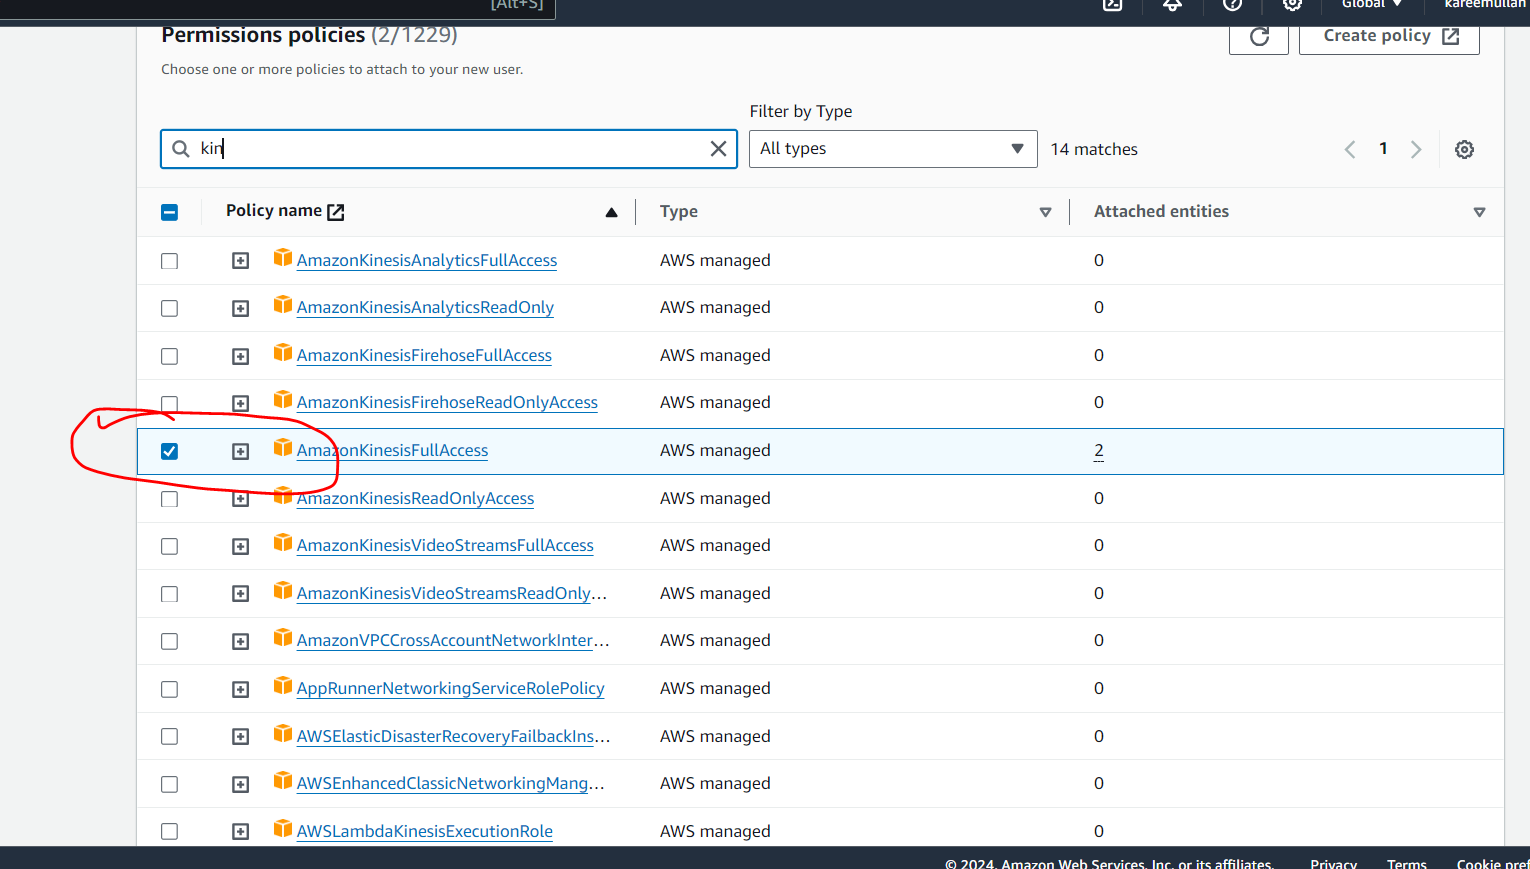 [Alt+S]
Global
kareemullah
Permissions policies (2/1229)
Create policy
Choose one or more policies to attach to your new user.
Filter by Type
kin
All types
14 matches
1
Policy name
Type
Attached entities
AmazonKinesisAnalyticsFullAccess AWS managed 0
AmazonKinesisAnalyticsReadOnly AWS managed 0
AmazonKinesisFirehoseFullAccess AWS managed 0
AmazonKinesisFirehoseReadOnlyAccess AWS managed 0
AmazonKinesisFullAccess AWS managed 2
AmazonKinesisReadOnlyAccess AWS managed 0
AmazonKinesisVideoStreamsFullAccess AWS managed 0
AmazonKinesisVideoStreamsReadOnly... AWS managed 0
AmazonVPCCrossAccountNetworkInter... AWS managed 0
AppRunnerNetworkingServiceRolePolicy AWS managed 0
AWSElasticDisasterRecoveryFailbackIns... AWS managed 0
AWSEnhancedClassicNetworkingMang... AWS managed 0
AWSLambdaKinesisExecutionRole AWS managed 0
© 2024, Amazon Web Services, Inc. or its affiliates. Privacy Terms Cookie pref